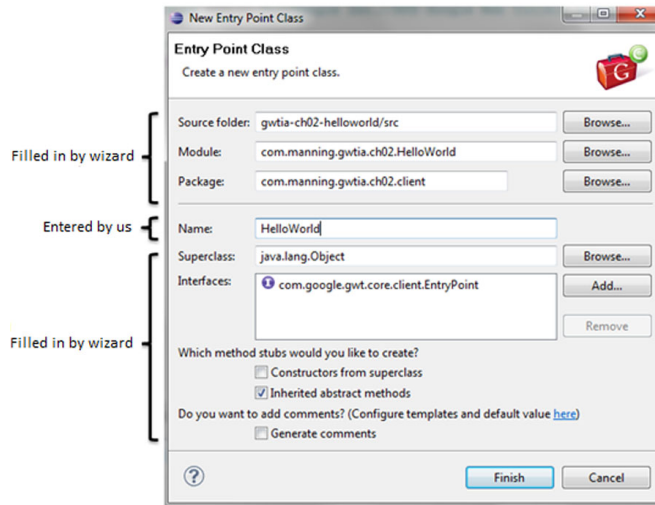 New Entry Point Class
Entry Point Class
Create a new entry point class.
Source folder: gwtia-ch02-helloworld/src Browse...
Filled in by wizard
Module: com.manning.gwtia.ch02.HelloWorld Browse...
Package: com.manning.gwtia.ch02.client Browse...
Entered by us
Name: HelloWorld
Superclass: java.lang.Object Browse...
Interfaces: com.google.gwt.core.client.EntryPoint Add...
Remove
Filled in by wizard
Which method stubs would you like to create?
Constructors from superclass
Inherited abstract methods
Do you want to add comments? (Configure templates and default value here)
Generate comments
Finish Cancel